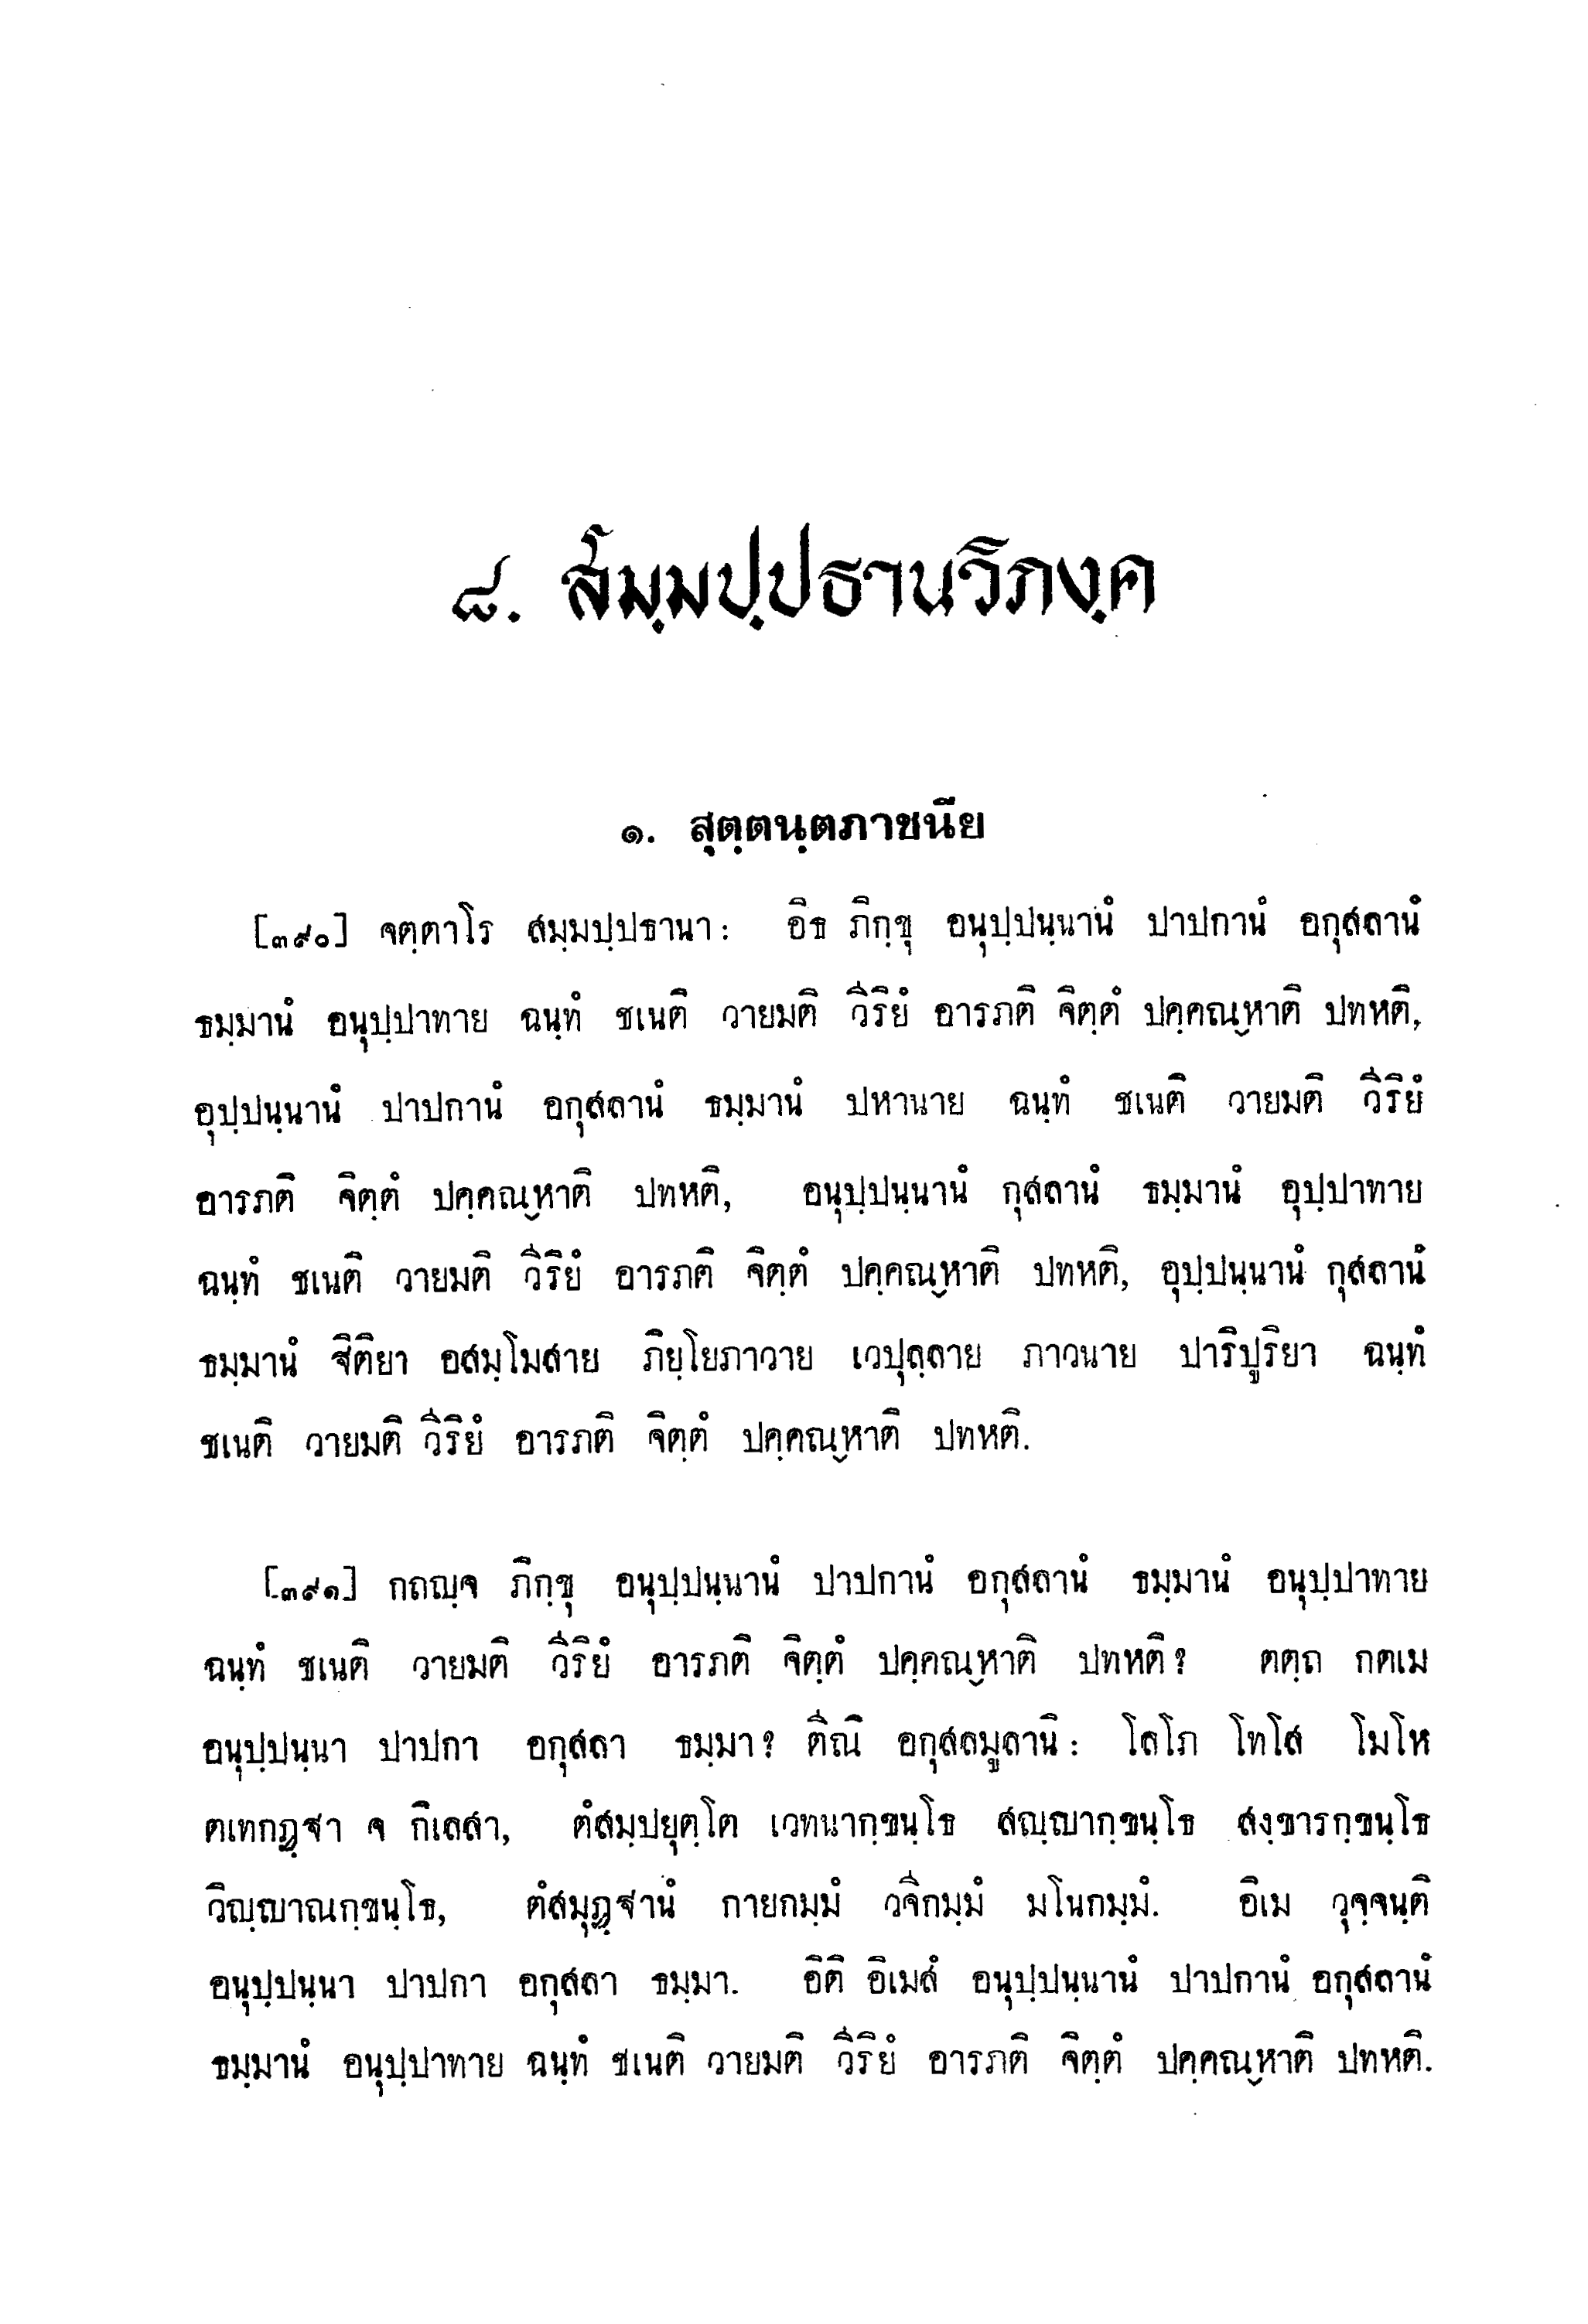 ๘. สมฺมปฺปธานวิภงฺค
๑. สุตฺตนฺตภาชนีย
[๓๙๐] จตฺตาโร สมฺมปฺปธานา: อิธ ภิกฺขุ อนุปฺปนฺนานํ ปาปกานํ อกุสลานํ
ธมฺมานํ อนุปฺปาทาย ฉนฺทํ ชเนติ วายมติ วีริยํ อารภติ จิตฺตํ ปคฺคณฺหาติ ปทหติ,
อุปฺปนฺนานํ ปาปกานํ อกุสลานํ ธมฺมานํ ปหานาย ฉนฺทํ ชเนติ วายมติ วีริยํ
อารภติ จิตฺตํ ปคฺคณฺหาติ ปทหติ, อนุปฺปนฺนานํ กุสลานํ ธมฺมานํ อุปฺปาทาย
ฉนฺทํ ชเนติ วายมติ วีริยํ อารภติ จิตฺตํ ปคฺคณฺหาติ ปทหติ, อุปฺปนฺนานํ กุสลานํ
ธมฺมานํ ฐิติยา อสมฺโมสาย ภิยฺโยภาวาย เวปุลฺลาย ภาวนาย ปาริปูริยา ฉนฺทํ
ชเนติ วายมติ วีริยํ อารภติ จิตฺตํ ปคฺคณฺหาติ ปทหติ.
[๓๙๑] กถญฺจ ภิกฺขุ อนุปฺปนฺนานํ ปาปกานํ อกุสลานํ ธมฺมานํ อนุปฺปาทาย
ฉนฺทํ ชเนติ วายมติ วีริยํ อารภติ จิตฺตํ ปคฺคณฺหาติ ปทหติ? ตตฺถ กตเม
อนุปฺปนฺนา ปาปกา อกุสลา ธมฺมา? ตีณิ อกุสลมูลานิ: โลโภ โทโส โมโห
ตเทกฏฺฐา จ กิเลสา, ตํสมฺปยุตฺโต เวทนากฺขนฺโธ สญฺญากฺขนฺโธ สงฺขารกฺขนฺโธ
วิญฺญาณกฺขนฺโธ, ตํสมุฏฺฐานํ กายกมฺมํ วจีกมฺมํ มโนกมฺมํ. อิเม วุจฺจนฺติ
อนุปฺปนฺนา ปาปกา อกุสลา ธมฺมา. อิติ อิเมสํ อนุปฺปนฺนานํ ปาปกานํ อกุสลานํ
ธมฺมานํ อนุปฺปาทาย ฉนฺทํ ชเนติ วายมติ วีริยํ อารภติ จิตฺตํ ปคฺคณฺหาติ ปทหติ.